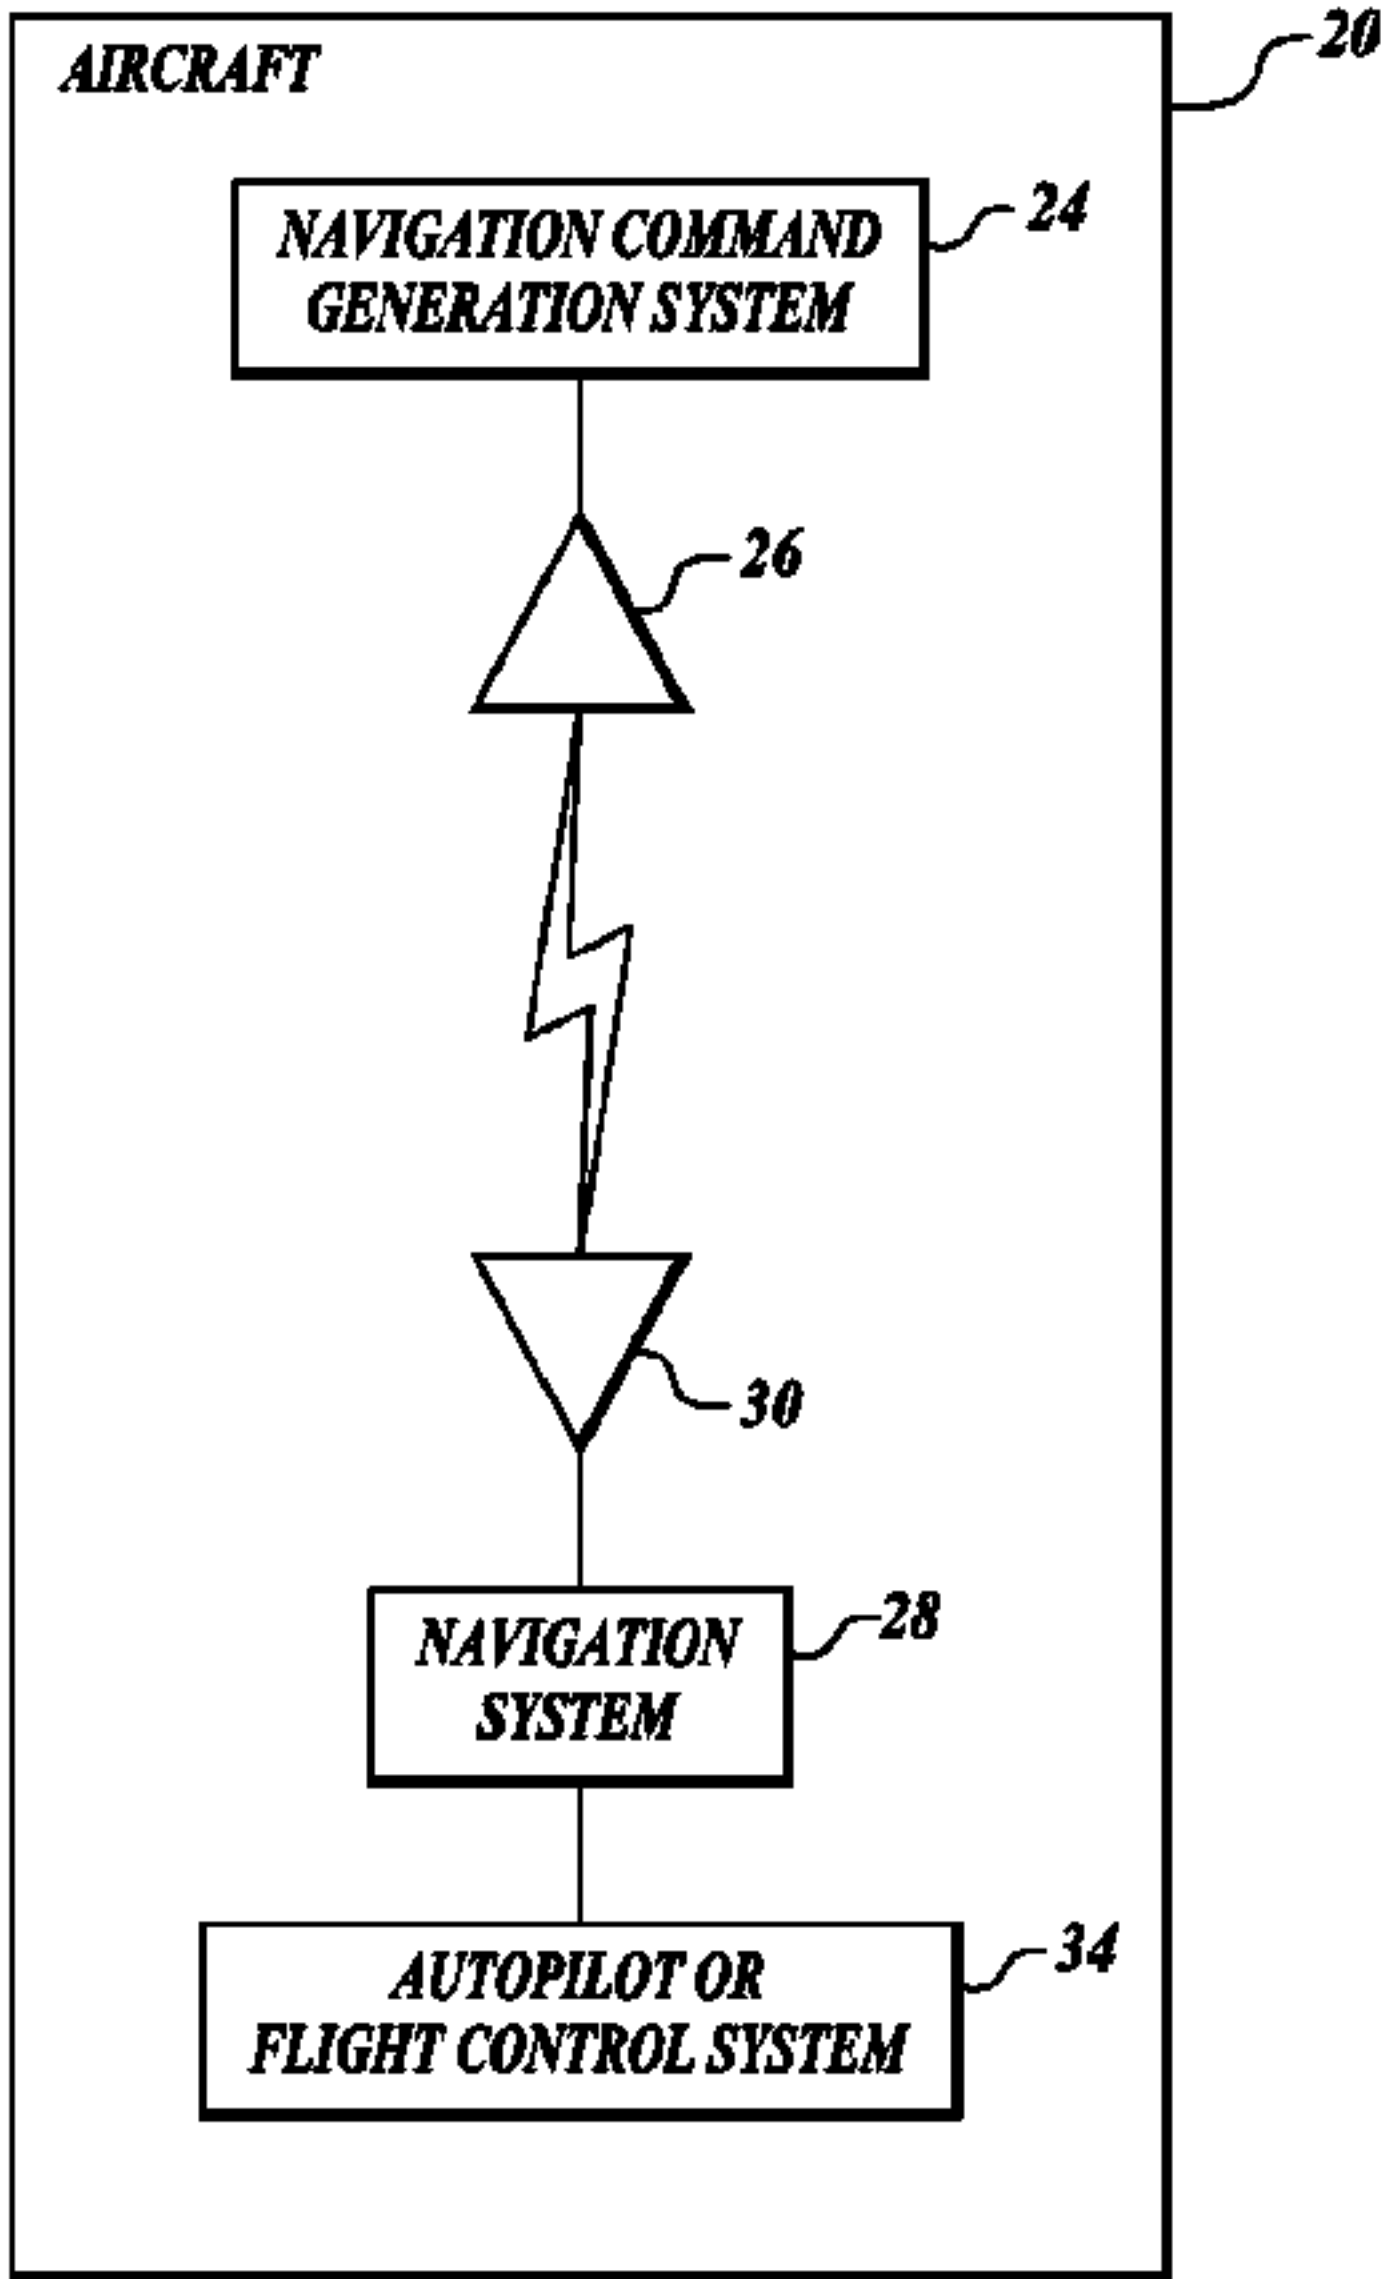 20
AIRCRAFT
24
NAVIGATION COMMAND
GENERATION SYSTEM
26
30
28
NAVIGATION
SYSTEM
34
AUTOPILOT OR
FLIGHT CONTROL SYSTEM